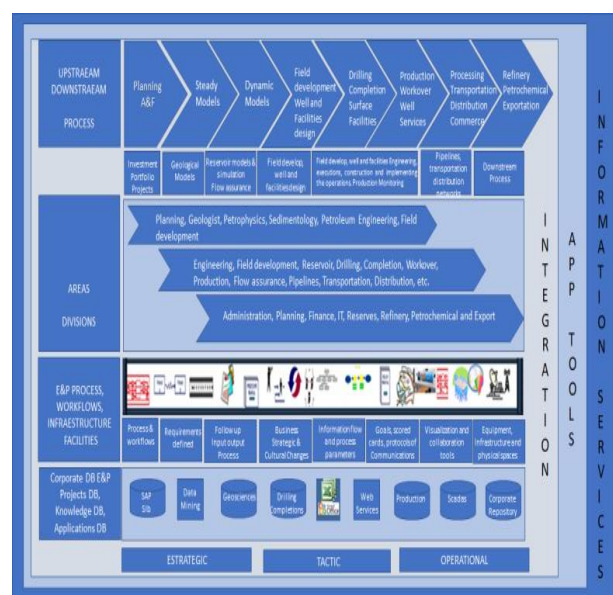 UPSTRAEAM
DOWNSTRAEAM
PROCESS
Planning
A&F
Steady
Models
Dynamic
Models
Field
development
Well and
Facilities
design
Drilling
Completion
Surface
Facilities
Production
Workover
Well
Services
Processing
Transportation
Distribution
Commerce
Refinery
Petrochemical
Exportation
Investment
Portfolio
Projects
Geological
Models
Reservoir models &
simulation
Flow assurance
Field develop,
well and
facilities design
Field develop, well and facilities Engineering,
executions, construction and implementing
the operations, Production Monitoring
Pipelines,
transportation
distribution
networks
Downstream
Process
AREAS
DIVISIONS
Planning, Geologist, Petrophysics, Sedimentology, Petroleum Engineering, Field
development
Engineering, Field development, Reservoir, Drilling, Completion, Workover,
Production, Flow assurance, Pipelines, Transportation, Distribution, etc.
Administration, Planning, Finance, IT, Reserves, Refinery, Petrochemical and Export
E&P PROCESS,
WORKFLOWS,
INFRAESTRUCTURE
FACILITIES
Process &
workflows
Requirements
defined
Follow up
Input output
Process
Business
Strategic &
Cultural Changes
Information flow
and process
parameters
Goals, scored
cards, protocols of
Communications
Visualization and
collaboration
tools
Equipment,
Infrastructure and
physical spaces
Corporate DB E&P
Projects DB,
Knowledge DB,
Applications DB
SAP
Slb
Data
Mining
Geosciences
Drilling
Completions
Web
Services
Production
Scadas
Corporate
Repository
ESTRATEGIC
TACTIC
OPERATIONAL
INTEGRATION
APP TOOLS
INFORMATION SERVICES